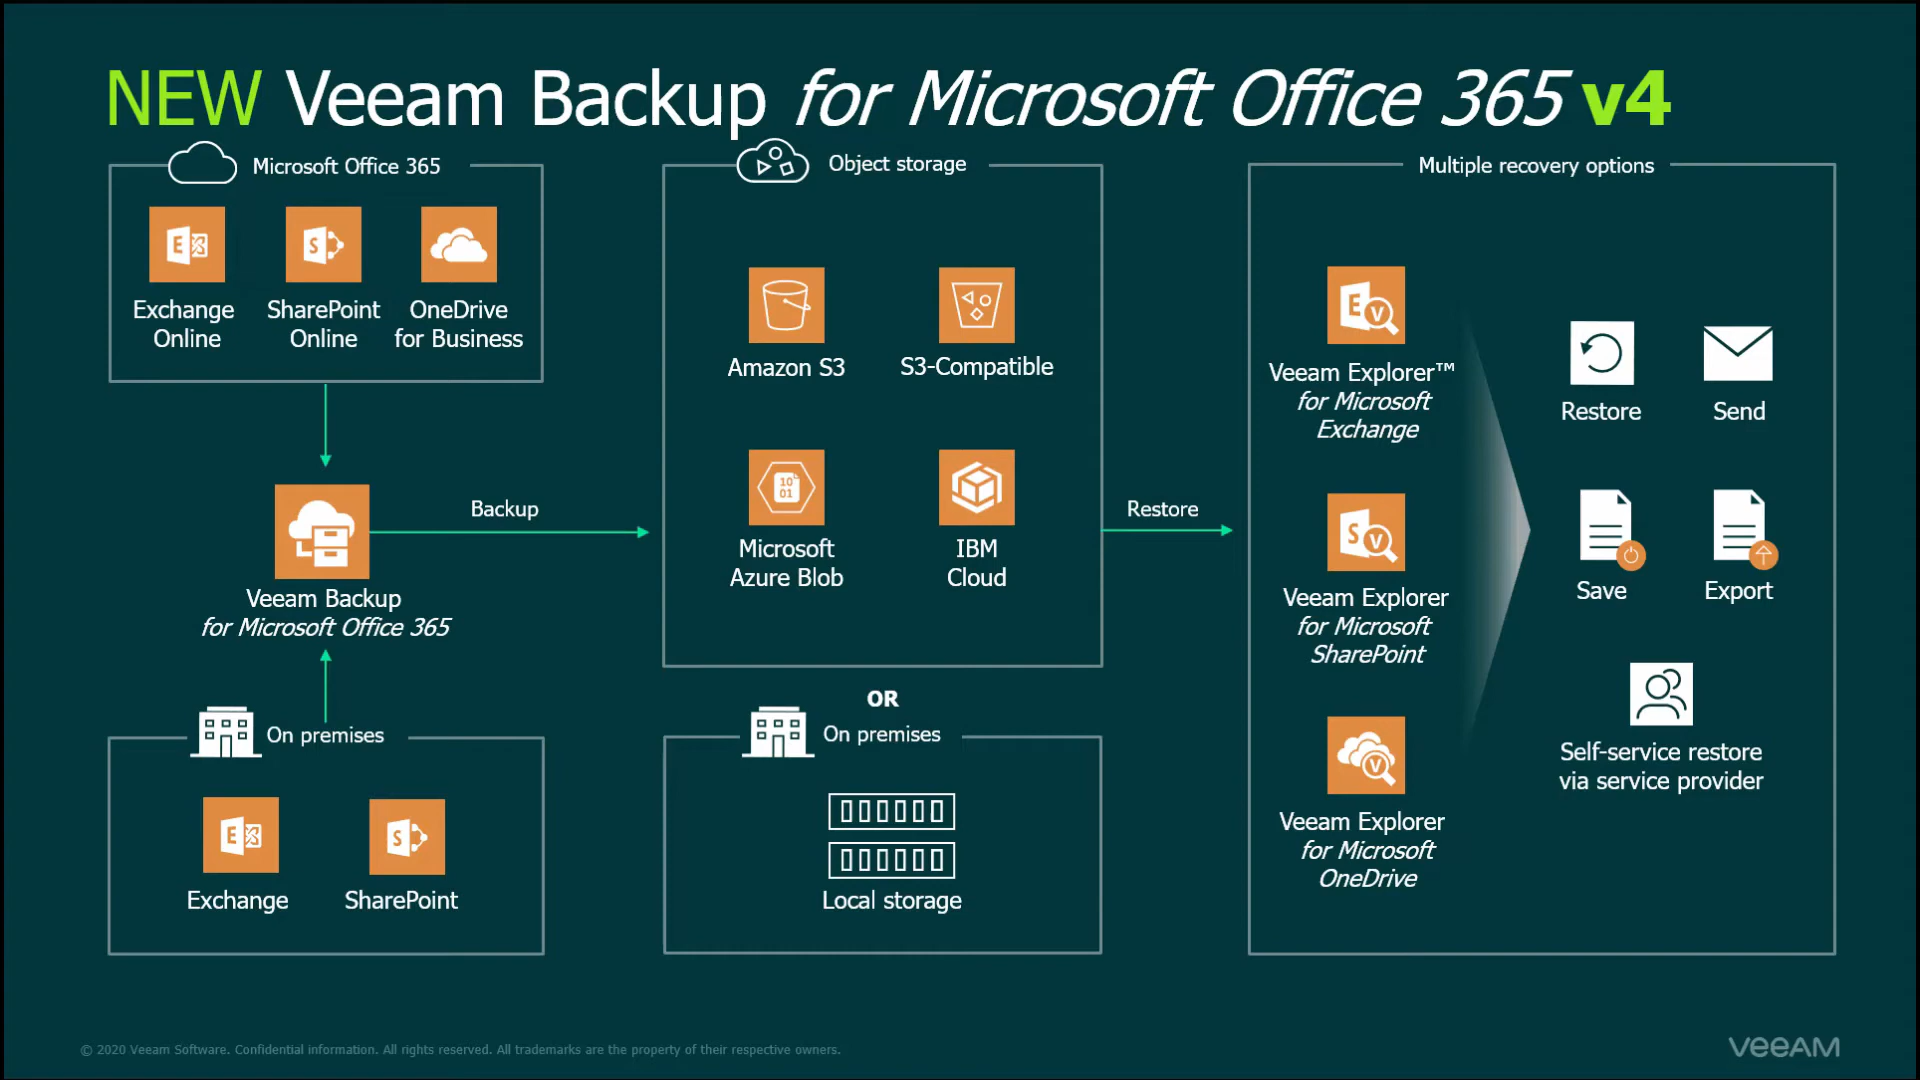 NEW Veeam Backup for Microsoft Office 365 v4
Microsoft Office 365
E
Exchange
Online
S
SharePoint
Online
OneDrive
for Business
Veeam Backup
for Microsoft Office 365
On premises
E
Exchange
S
SharePoint
Backup
Object storage
Amazon S3
S3-Compatible
10
01
Microsoft
Azure Blob
IBM
Cloud
OR
On premises
Local storage
Restore
Multiple recovery options
E V
Veeam Explorer™
for Microsoft
Exchange
S V
Veeam Explorer
for Microsoft
SharePoint
V
Veeam Explorer
for Microsoft
OneDrive
Restore
Send
Save
Export
Self-service restore
via service provider
© 2020 Veeam Software. Confidential information. All rights reserved. All trademarks are the property of their respective owners.
veeAM